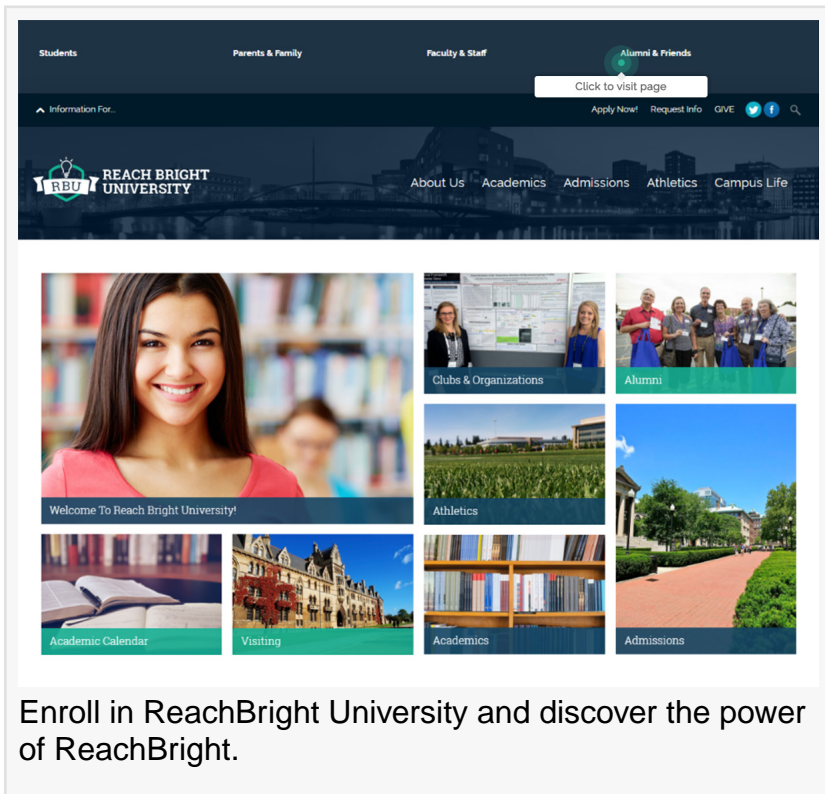 Students
Parents & Family
Faculty & Staff
Alumni & Friends
Click to visit page
Information For...
Apply Now!
Request Info
GIVE
RBU
REACH BRIGHT
UNIVERSITY
About Us
Academics
Admissions
Athletics
Campus Life
Clubs & Organizations
Alumni
Welcome To Reach Bright University!
Athletics
Academic Calendar
Visiting
Academics
Admissions
Enroll in ReachBright University and discover the power
of ReachBright.